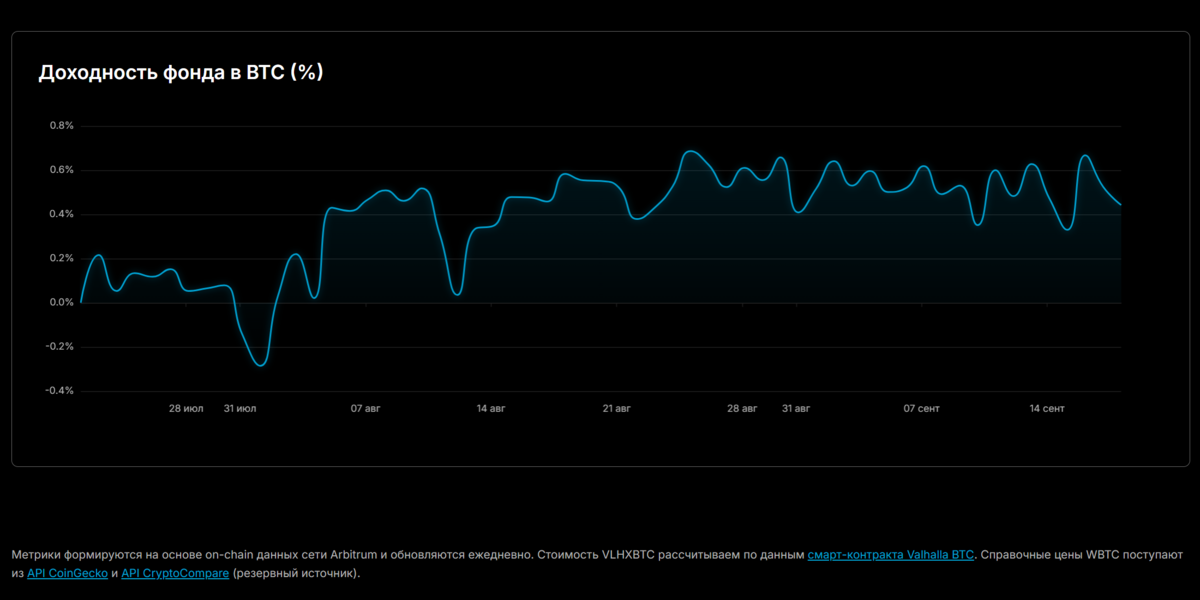 Доходность фонда в BTC (%)
0.8%
0.6%
0.4%
0.2%
0.0%
-0.2%
-0.4%
28 июл 31 июл 07 авг 14 авг 21 авг 28 авг 31 авг 07 сент 14 сент
Метрики формируются на основе on-chain данных сети Arbitrum и обновляются ежедневно. Стоимость VLHXBTC рассчитываем по данным смарт-контракта Valhalla BTC. Справочные цены WBTC поступают
из API CoinGecko и API CryptoCompare (резервный источник).